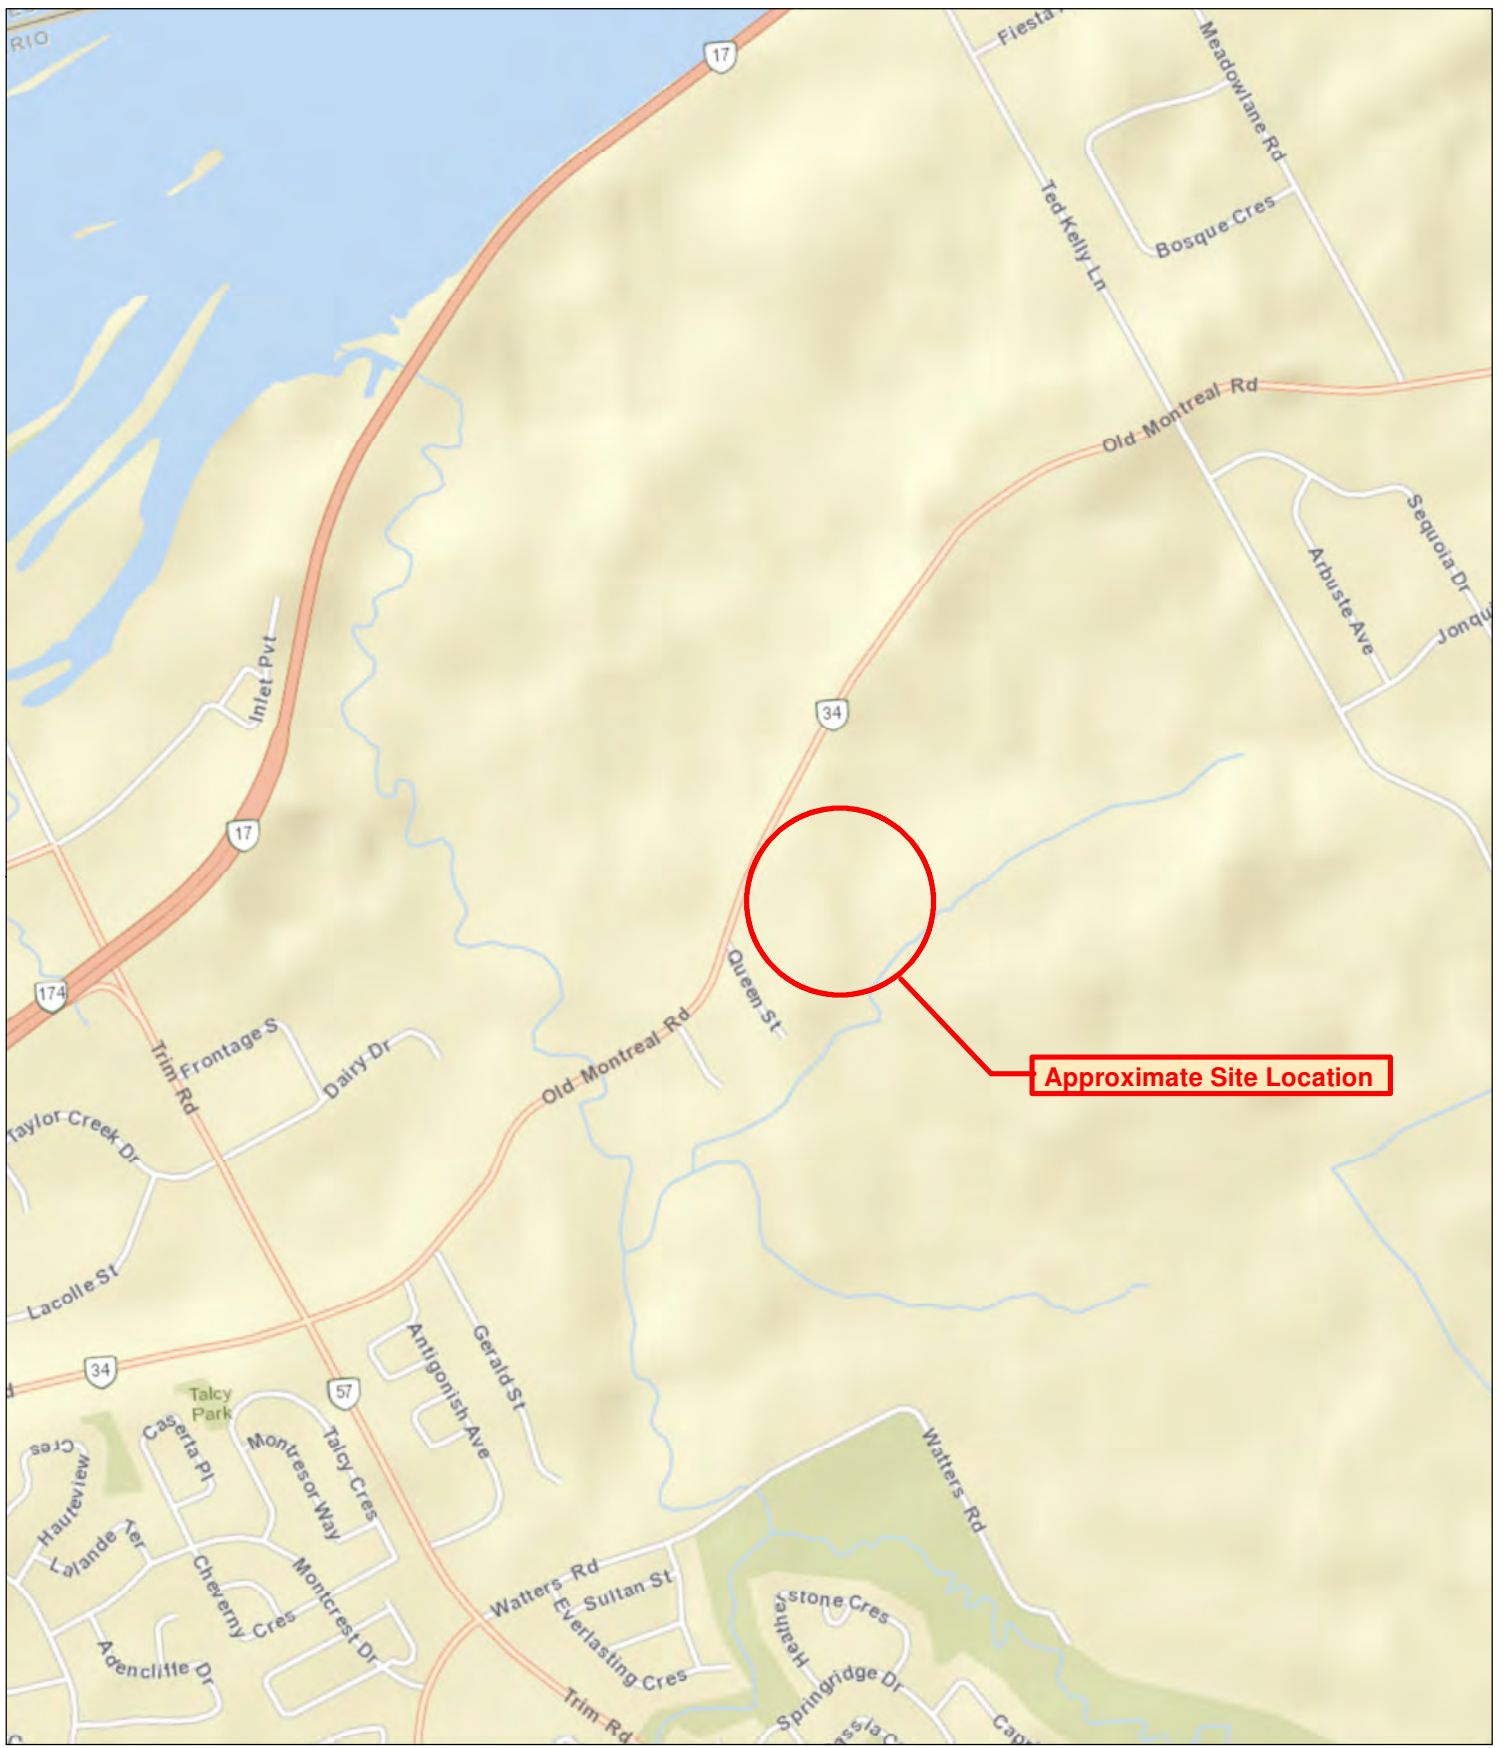 RIO
17
Fiesta
Meadowlane Rd
Ted Kelly Ln
Bosque Cres
Old Montreal Rd
Sequoia Dr
Arbuste Ave
Jonqui
Inlet Pvt
34
17
174
Queen St
Old Montreal Rd
Approximate Site Location
Frontage S
Dairy Dr
Trim Rd
Taylor Creek Dr
Lacolle St
34
57
Talcy
Park
Gerald St
Antigonish Ave
Caserta Pl
Montresor Way
Talcy Cres
Cres
Hauteview
Lalande Ter
Cheverny Cres
Montcrest Dr
Adencliffe Dr
Watters Rd
Watters Rd
Sultan St
Everlasting Cres
Heather
stone Cres
Springridge Dr
Trim Rd